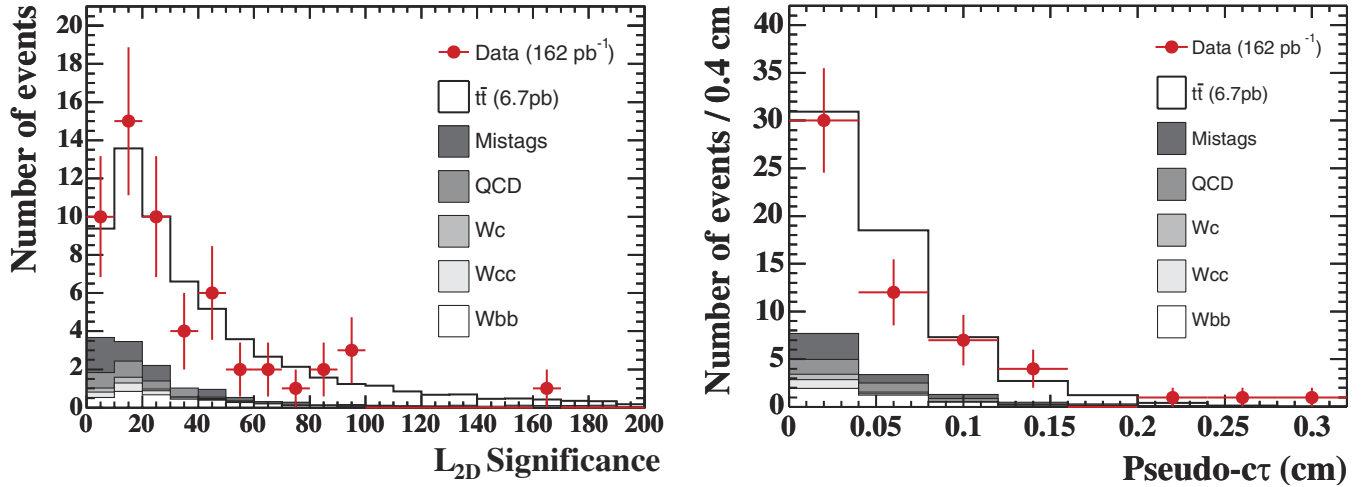 Number of events
20
18
16
14
12
10
8
6
4
2
0
0 20 40 60 80 100 120 140 160 180 200
L2D Significance
Data (162 pb-1)
tt̄ (6.7pb)
Mistags
QCD
Wc
Wcc
Wbb
Number of events / 0.4 cm
40
35
30
25
20
15
10
5
0
0 0.05 0.1 0.15 0.2 0.25 0.3
Pseudo-cτ (cm)
Data (162 pb-1)
tt̄ (6.7pb)
Mistags
QCD
Wc
Wcc
Wbb